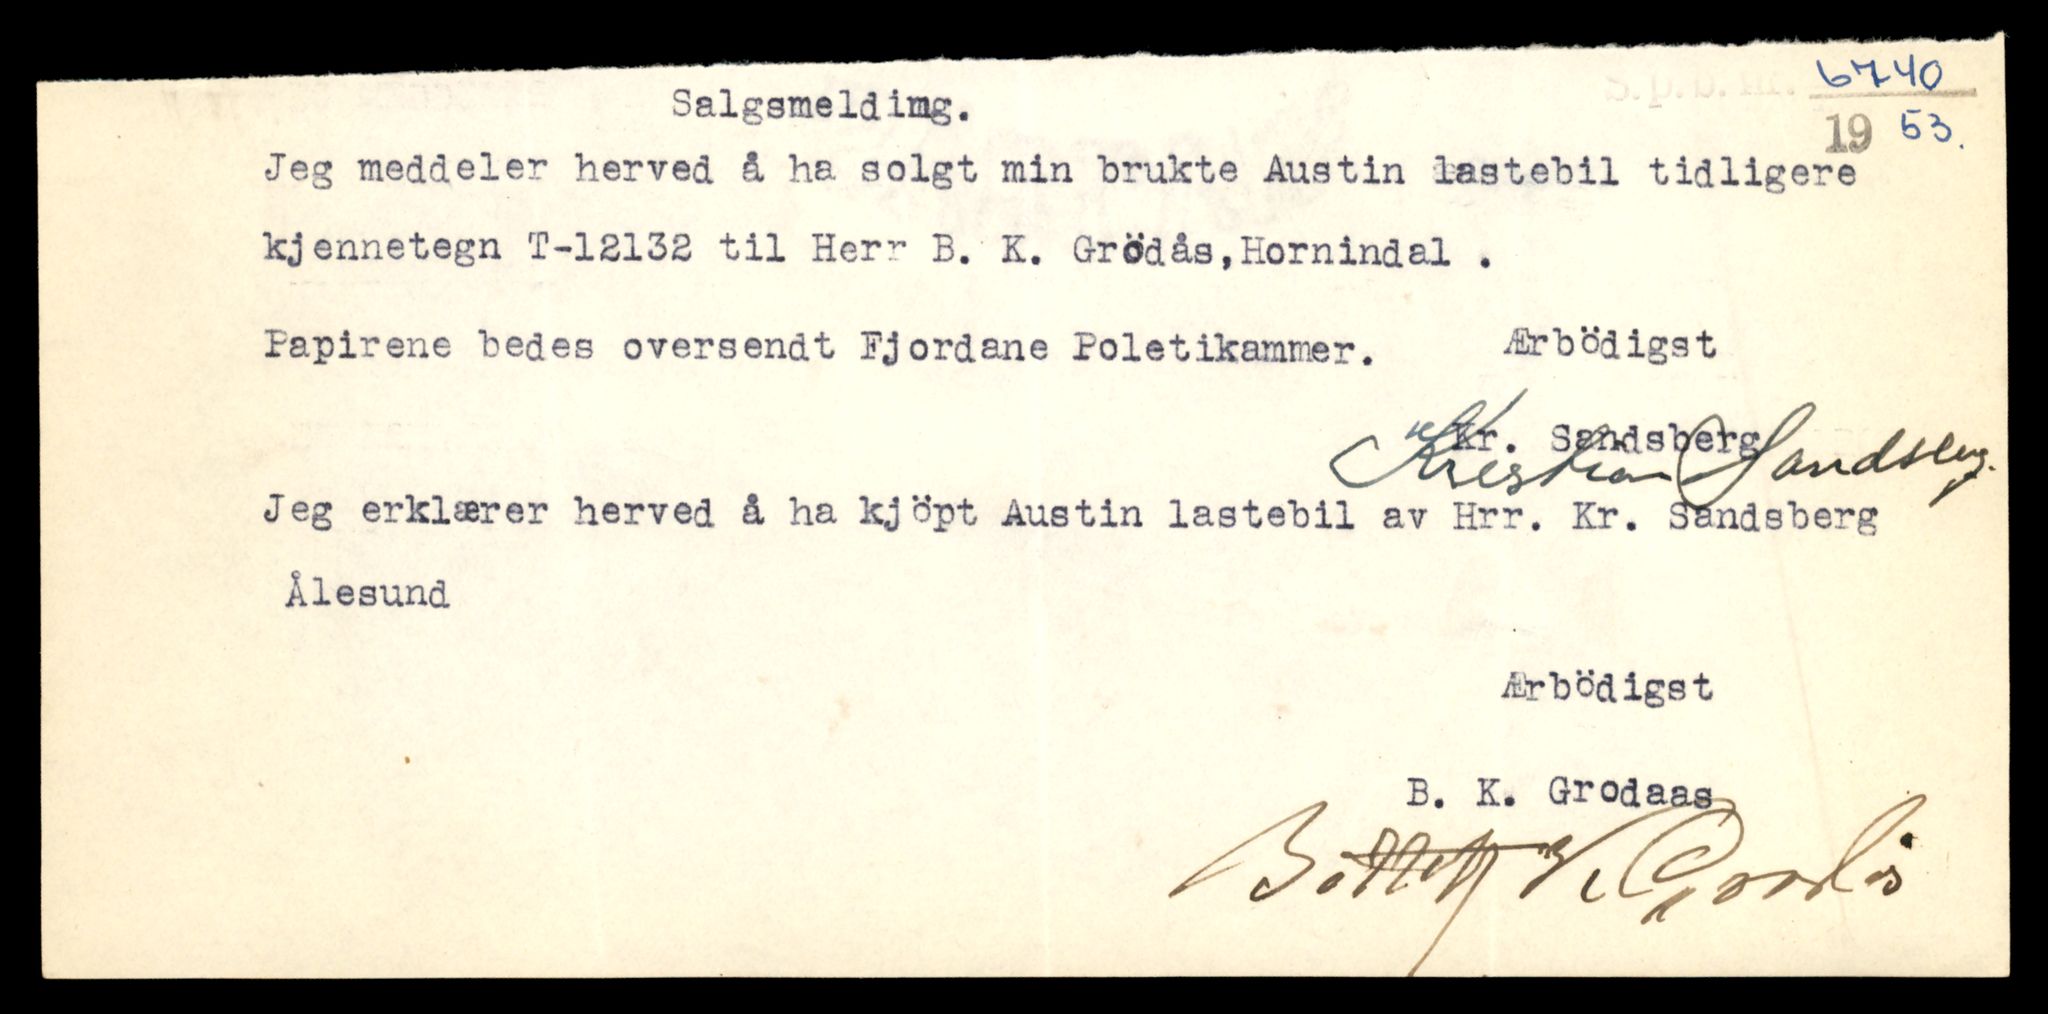 S.p.b. nr. 6740
19 53.
Salgsmeldimg.
Jeg meddeler herved å ha solgt min brukte Austin lastebil tidligere
kjennetegn T-12132 til Herr B. K. Grödås,Hornindal .
Papirene bedes oversendt Fjordane Poletikammer. Ærbödigst
Kr. Sandsberg
Kristian Sandsberg.
Jeg erklærer herved å ha kjöpt Austin lastebil av Hrr. Kr. Sandsberg
Ålesund
Ærbödigst
B. K. Grodaas
K. Grodås